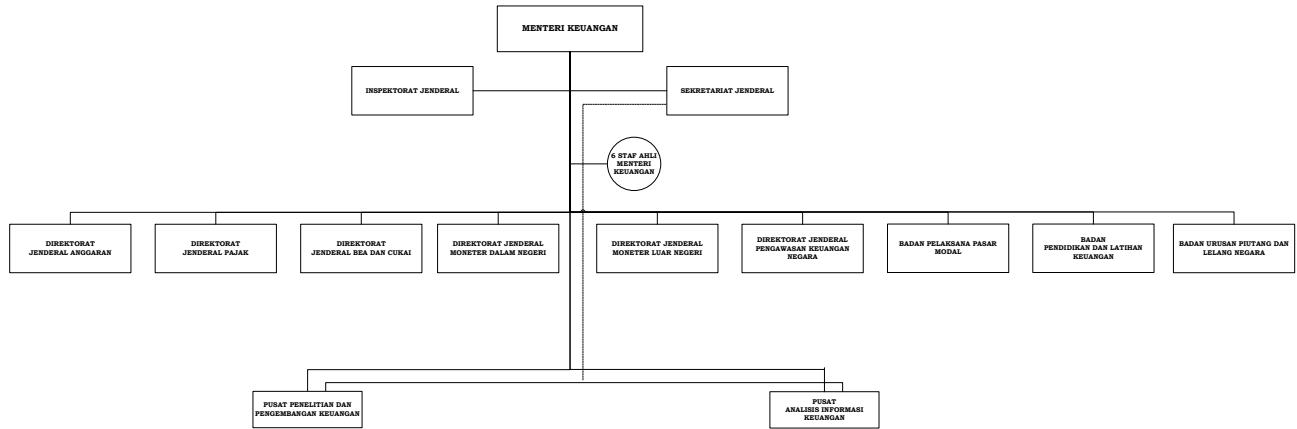 MENTERI KEUANGAN
INSPEKTORAT JENDERAL
SEKRETARIAT JENDERAL
6 STAF AHLI
MENTERI
KEUANGAN
DIREKTORAT
JENDERAL ANGGARAN
DIREKTORAT
JENDERAL PAJAK
DIREKTORAT
JENDERAL BEA DAN CUKAI
DIREKTORAT JENDERAL
MONETER DALAM NEGERI
DIREKTORAT JENDERAL
MONETER LUAR NEGERI
DIREKTORAT JENDERAL
PENGAWASAN KEUANGAN
NEGARA
BADAN PELAKSANA PASAR
MODAL
BADAN
PENDIDIKAN DAN LATIHAN
KEUANGAN
BADAN URUSAN PIUTANG DAN
LELANG NEGARA
PUSAT PENELITIAN DAN
PENGEMBANGAN KEUANGAN
PUSAT
ANALISIS INFORMASI
KEUANGAN